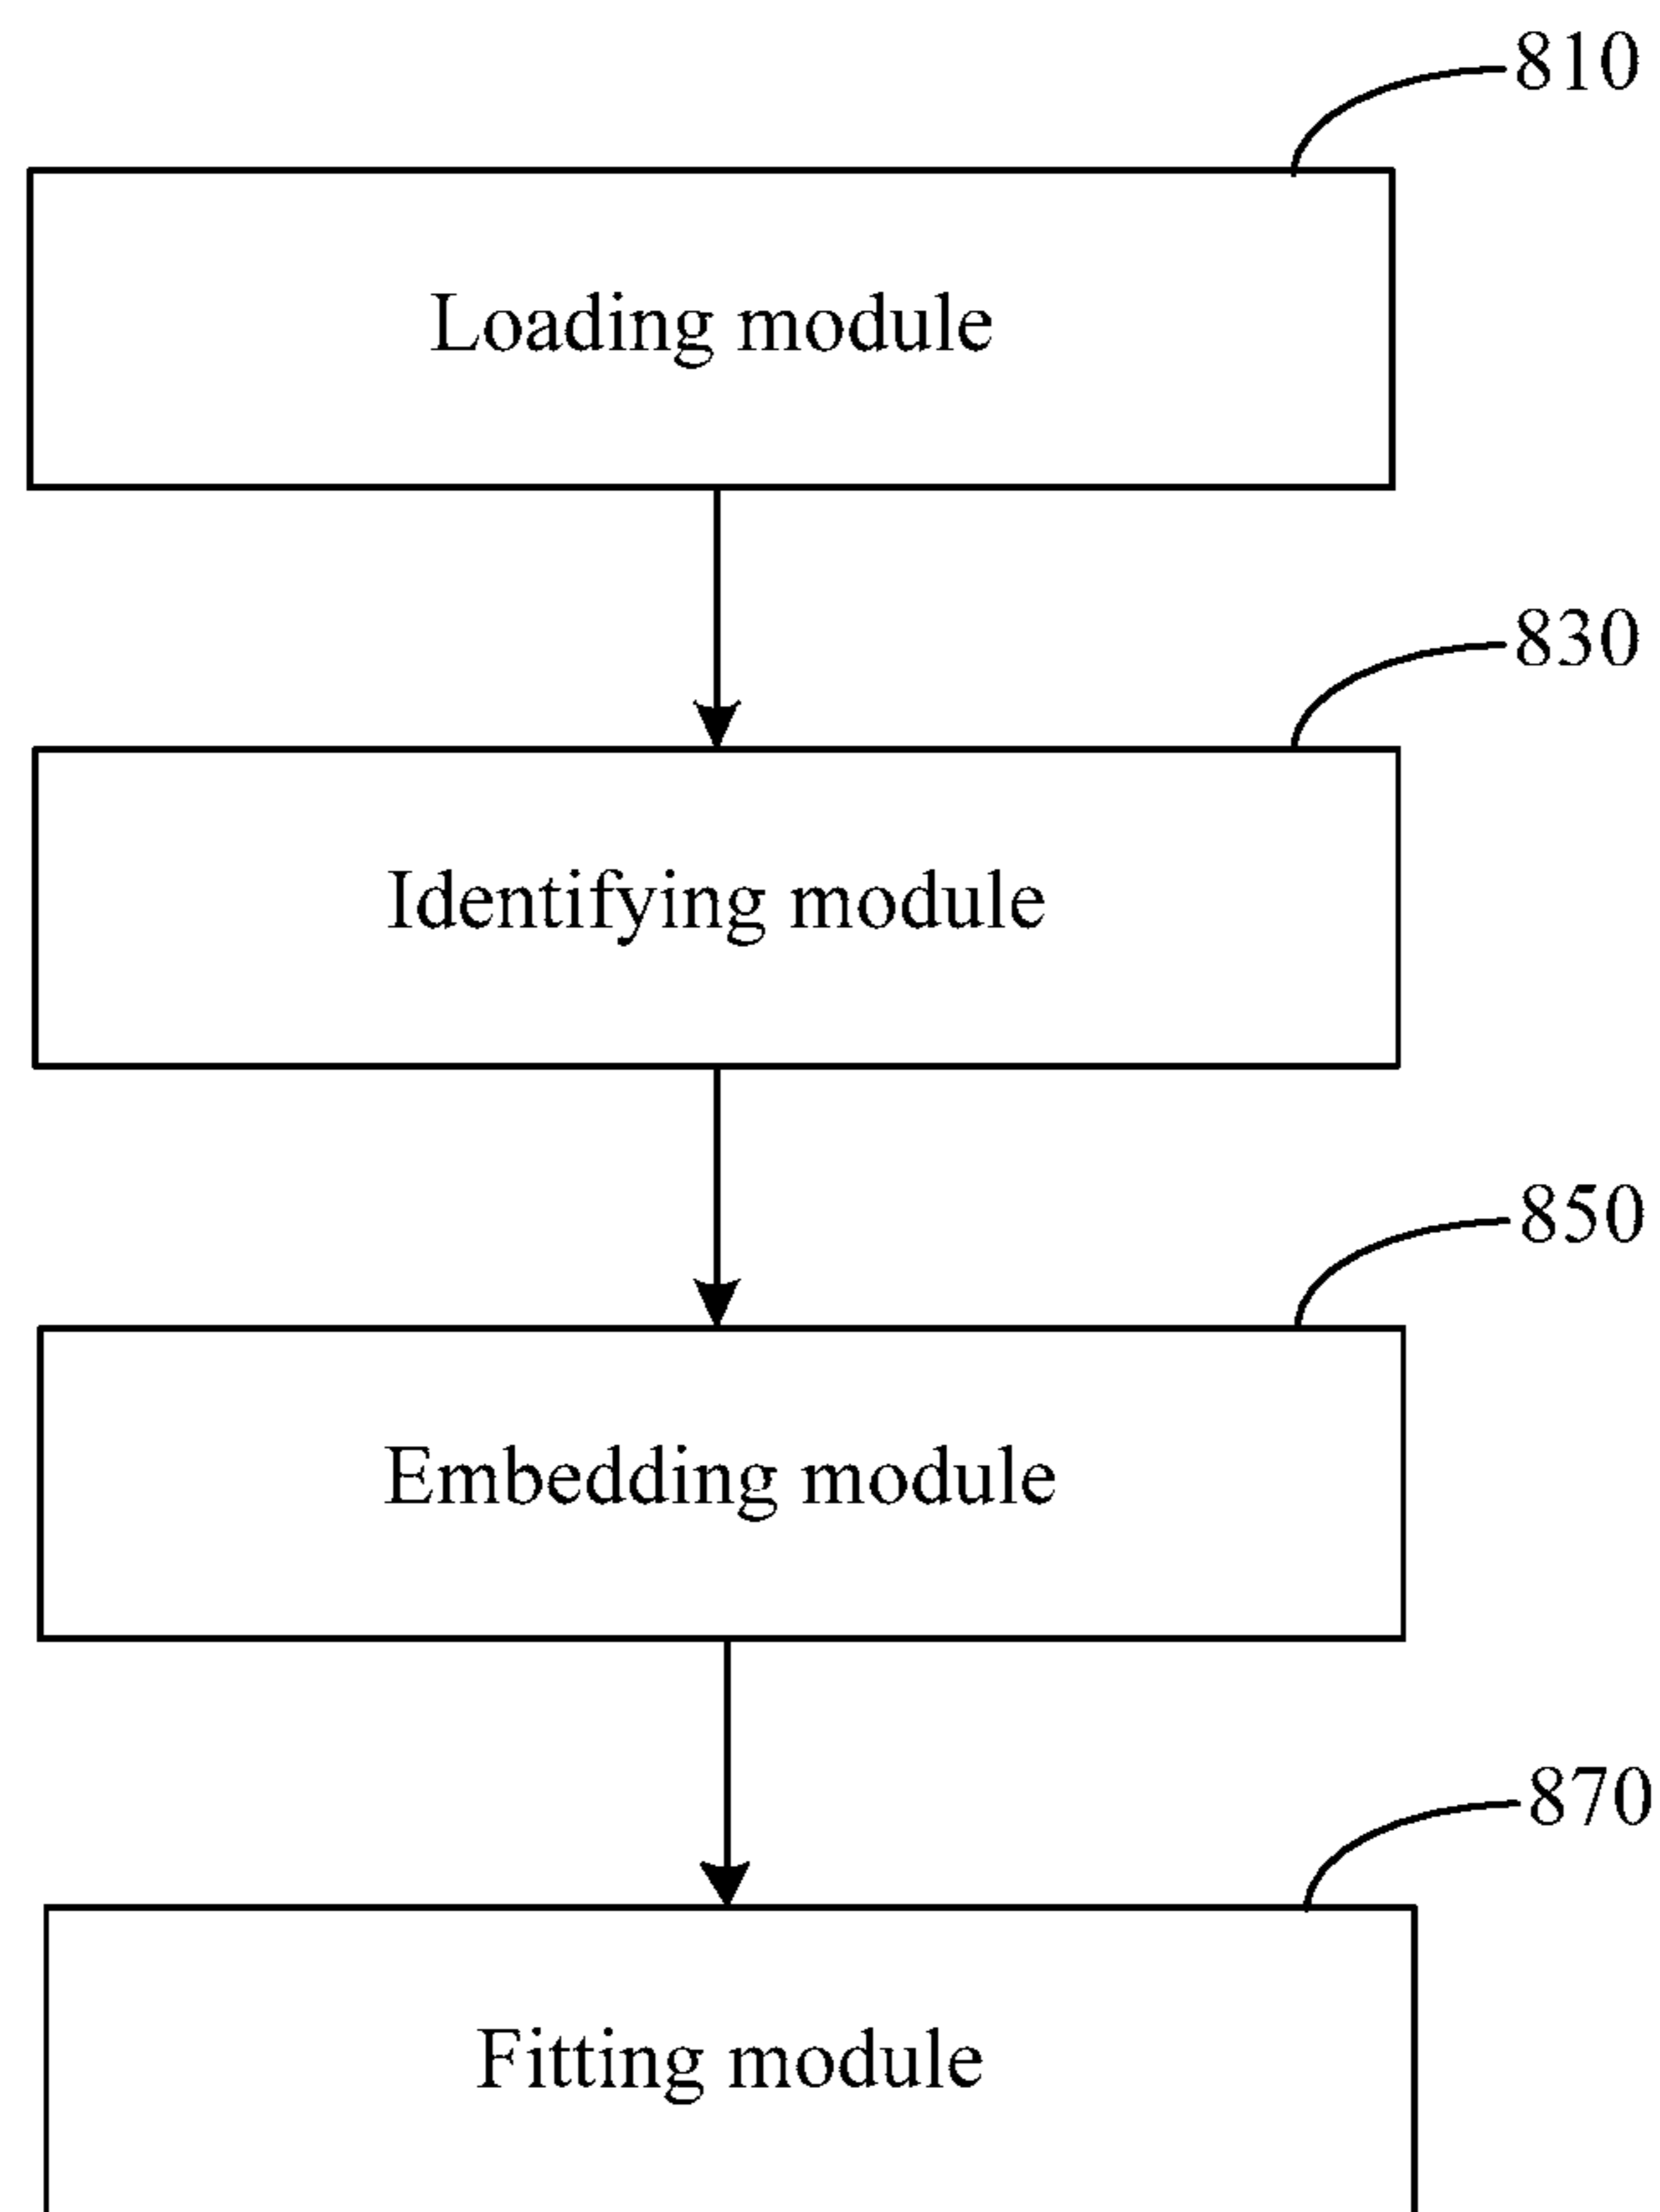 810
Loading module
830
Identifying module
850
Embedding module
870
Fitting module